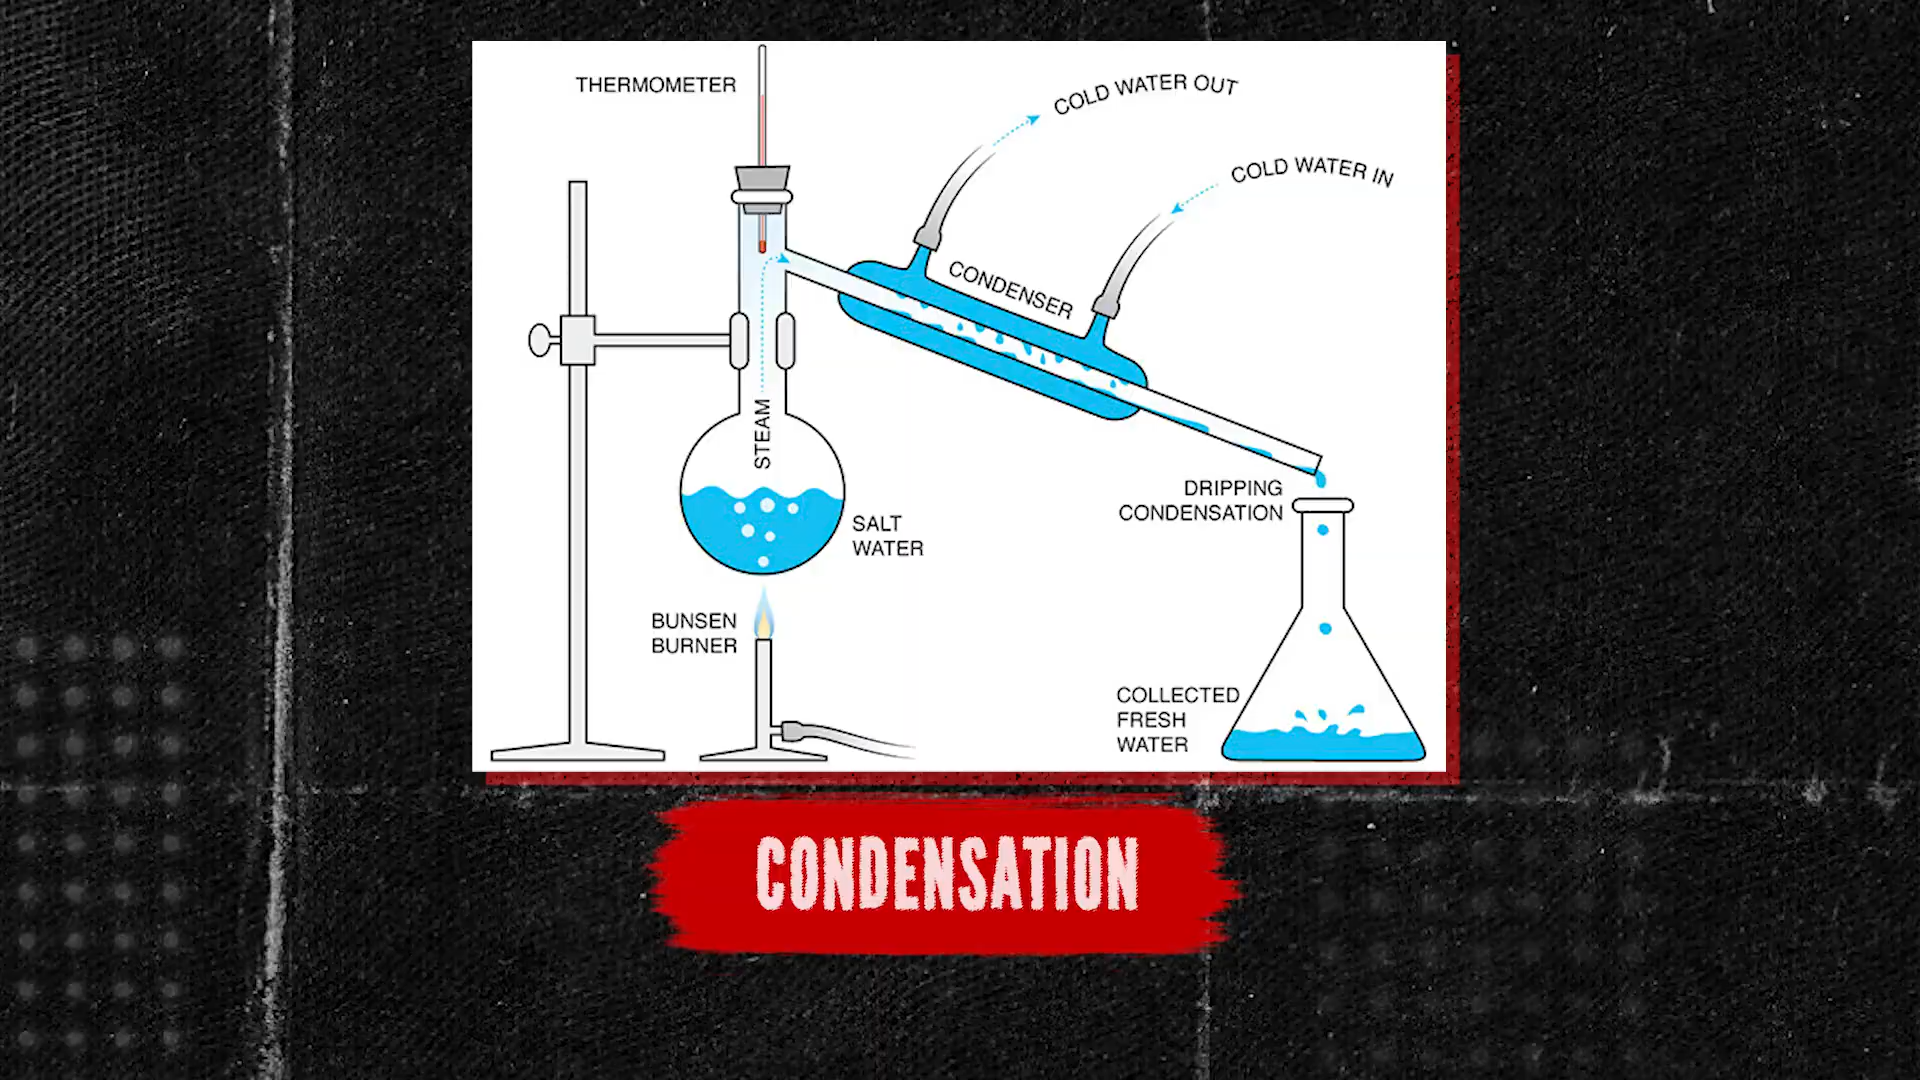 THERMOMETER
COLD WATER OUT
COLD WATER IN
CONDENSER
STEAM
SALT
WATER
DRIPPING
CONDENSATION
BUNSEN
BURNER
COLLECTED
FRESH
WATER
CONDENSATION